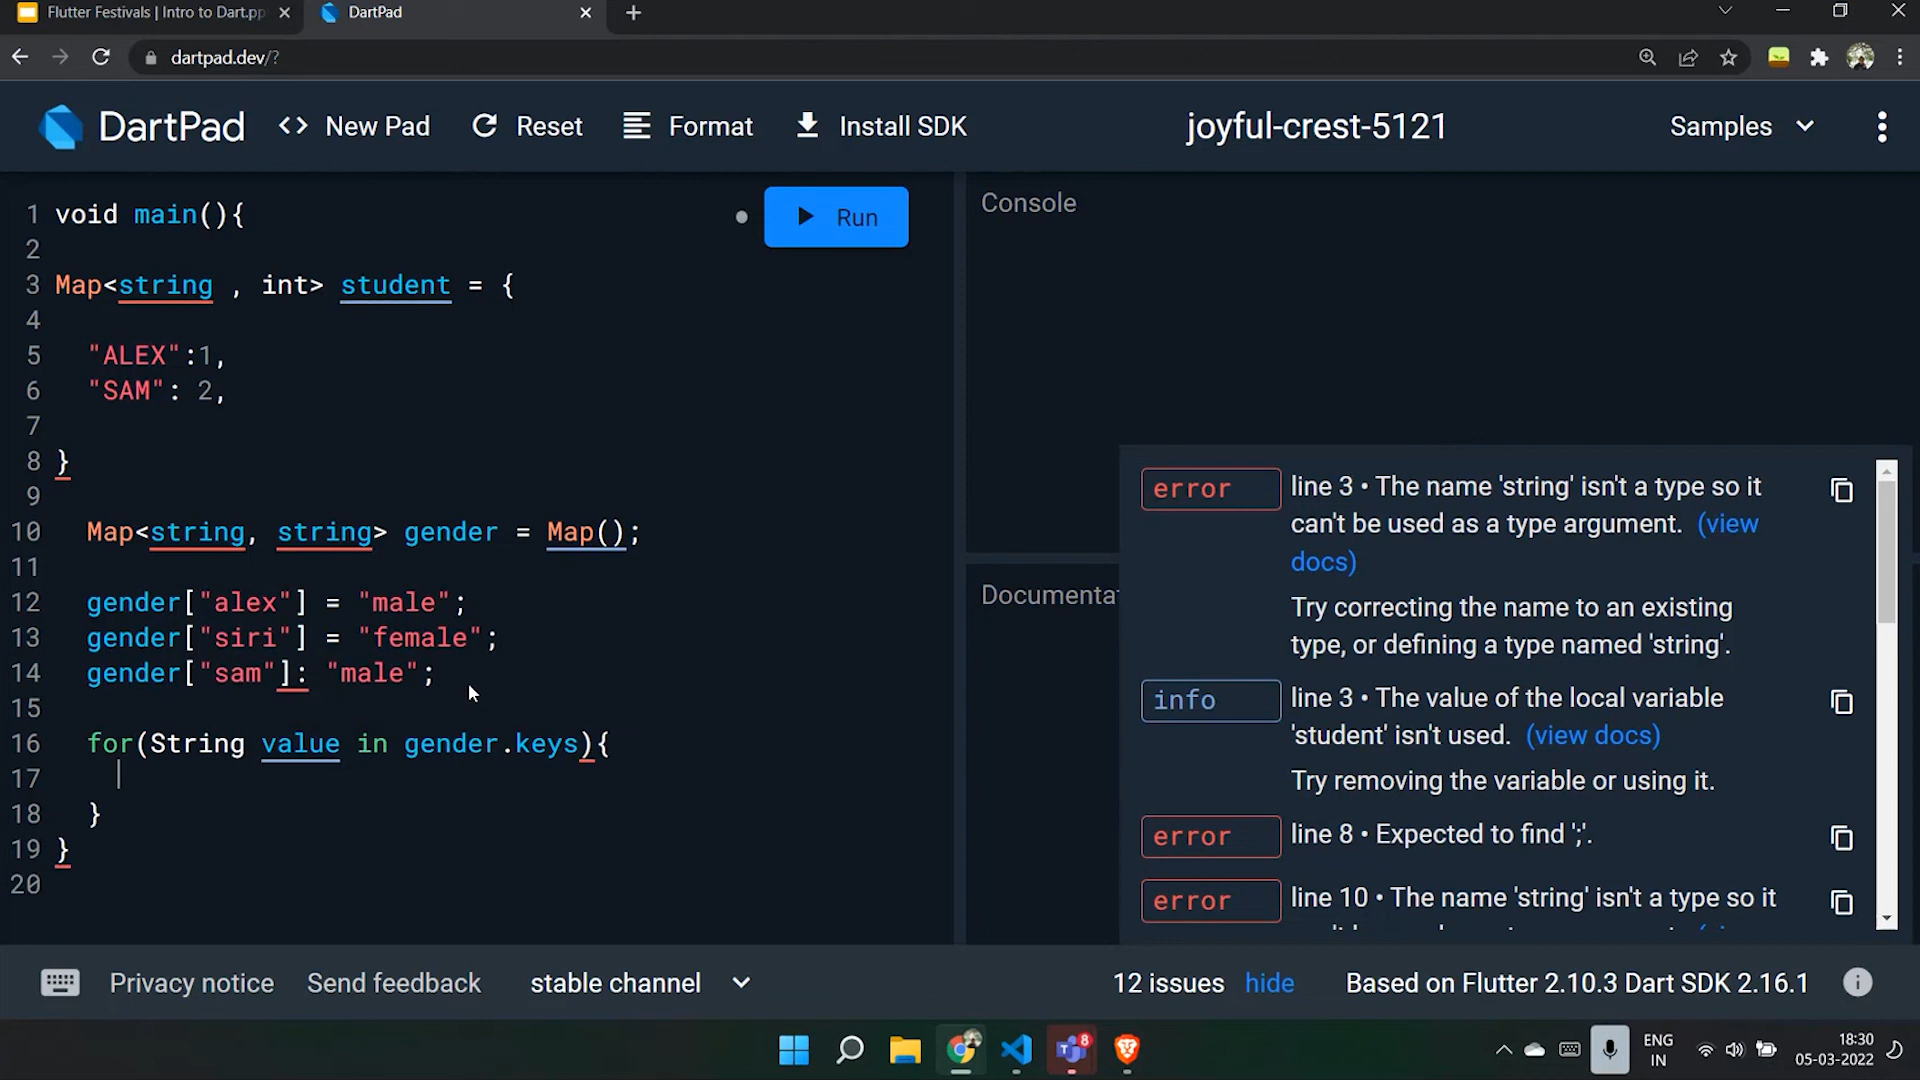 Flutter Festivals | Intro to Dart.pp
DartPad
dartpad.dev/?
DartPad
<> New Pad
Reset
Format
Install SDK
joyful-crest-5121
Samples
1 void main(){
2
3 Map<string , int> student = {
4
5 "ALEX":1,
6 "SAM": 2,
7
8 }
9
10 Map<string, string> gender = Map();
11
12 gender["alex"] = "male";
13 gender["siri"] = "female";
14 gender["sam"]: "male";
15
16 for(String value in gender.keys){
17
18 }
19 }
20
Run
Console
Documenta
error line 3 • The name 'string' isn't a type so it
can't be used as a type argument. (view
docs)
Try correcting the name to an existing
type, or defining a type named 'string'.
info line 3 • The value of the local variable
'student' isn't used. (view docs)
Try removing the variable or using it.
error line 8 • Expected to find ';'.
error line 10 • The name 'string' isn't a type so it
Privacy notice
Send feedback
stable channel
12 issues hide
Based on Flutter 2.10.3 Dart SDK 2.16.1
8
ENG
IN
18:30
05-03-2022